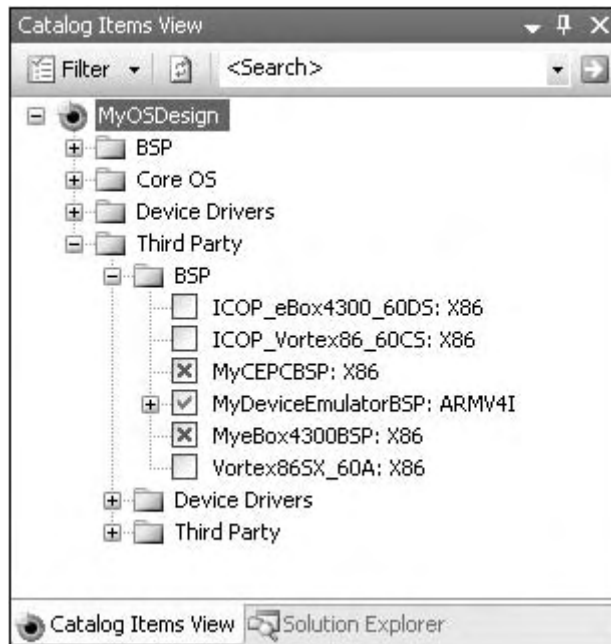 Catalog Items View
Filter <Search>
MyOSDesign
BSP
Core OS
Device Drivers
Third Party
BSP
ICOP_eBox4300_60DS: X86
ICOP_Vortex86_60CS: X86
MyCEPCBSP: X86
MyDeviceEmulatorBSP: ARMV4I
MyeBox4300BSP: X86
Vortex86SX_60A: X86
Device Drivers
Third Party
Catalog Items View Solution Explorer